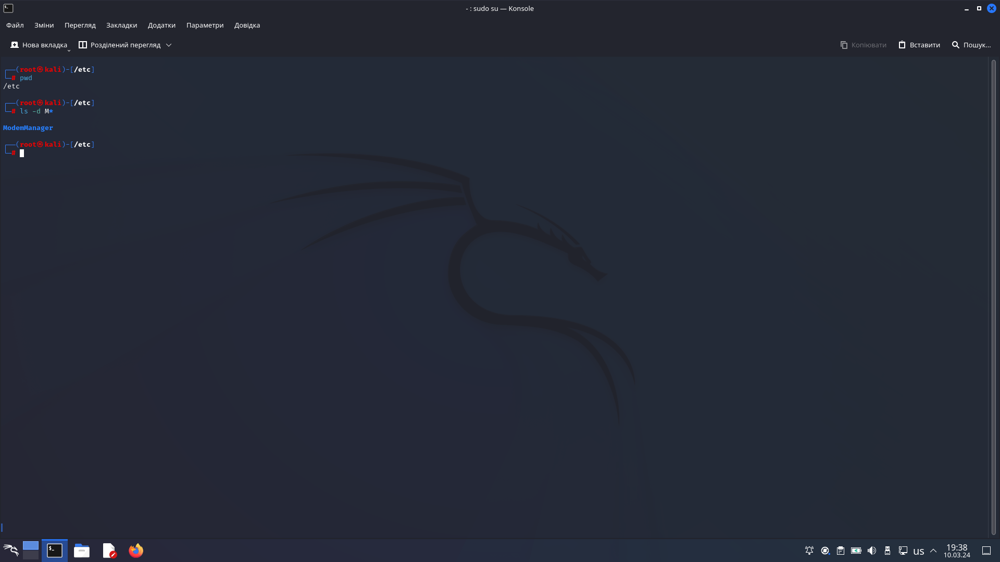 - : sudo su — Konsole
Файл Зміни Перегляд Закладки Додатки Параметри Довідка
Нова вкладка Розділений перегляд Копіювати Вставити Пошук...
┌──(root㉿kali)-[/etc]
└─# pwd
/etc
┌──(root㉿kali)-[/etc]
└─# ls -d M*
ModemManager
┌──(root㉿kali)-[/etc]
└─#
us 19:38
10.03.24